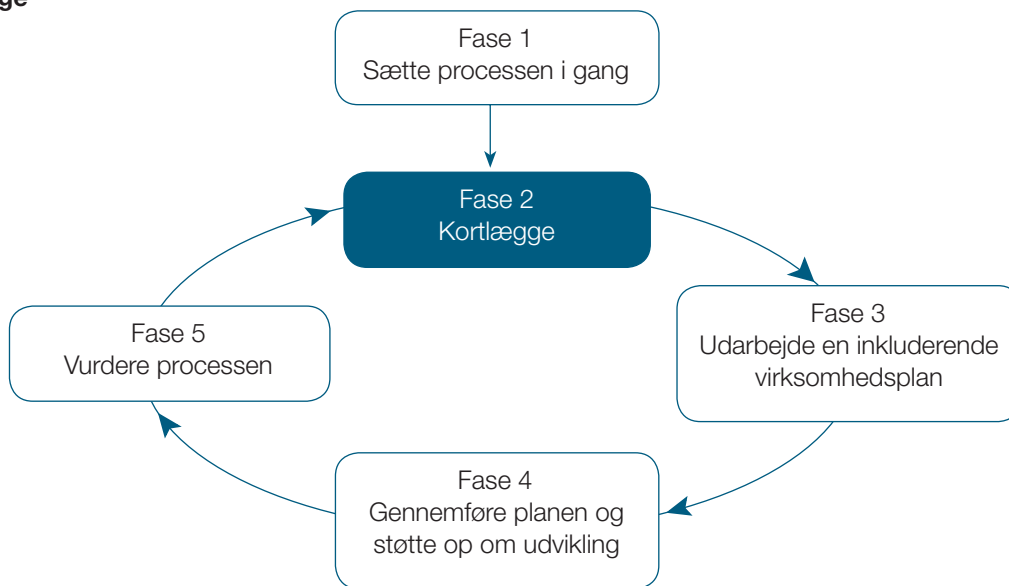 ge
Fase 1
Sætte processen i gang
Fase 2
Kortlægge
Fase 3
Udarbejde en inkluderende
virksomhedsplan
Fase 4
Gennemføre planen og
støtte op om udvikling
Fase 5
Vurdere processen